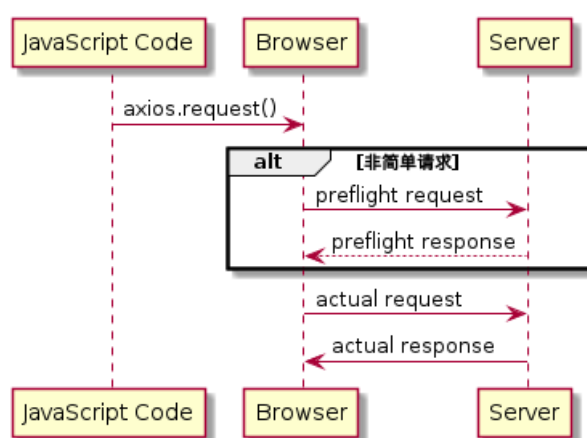 JavaScript Code Browser Server
axios.request()
alt [非简单请求]
preflight request
preflight response
actual request
actual response
JavaScript Code Browser Server